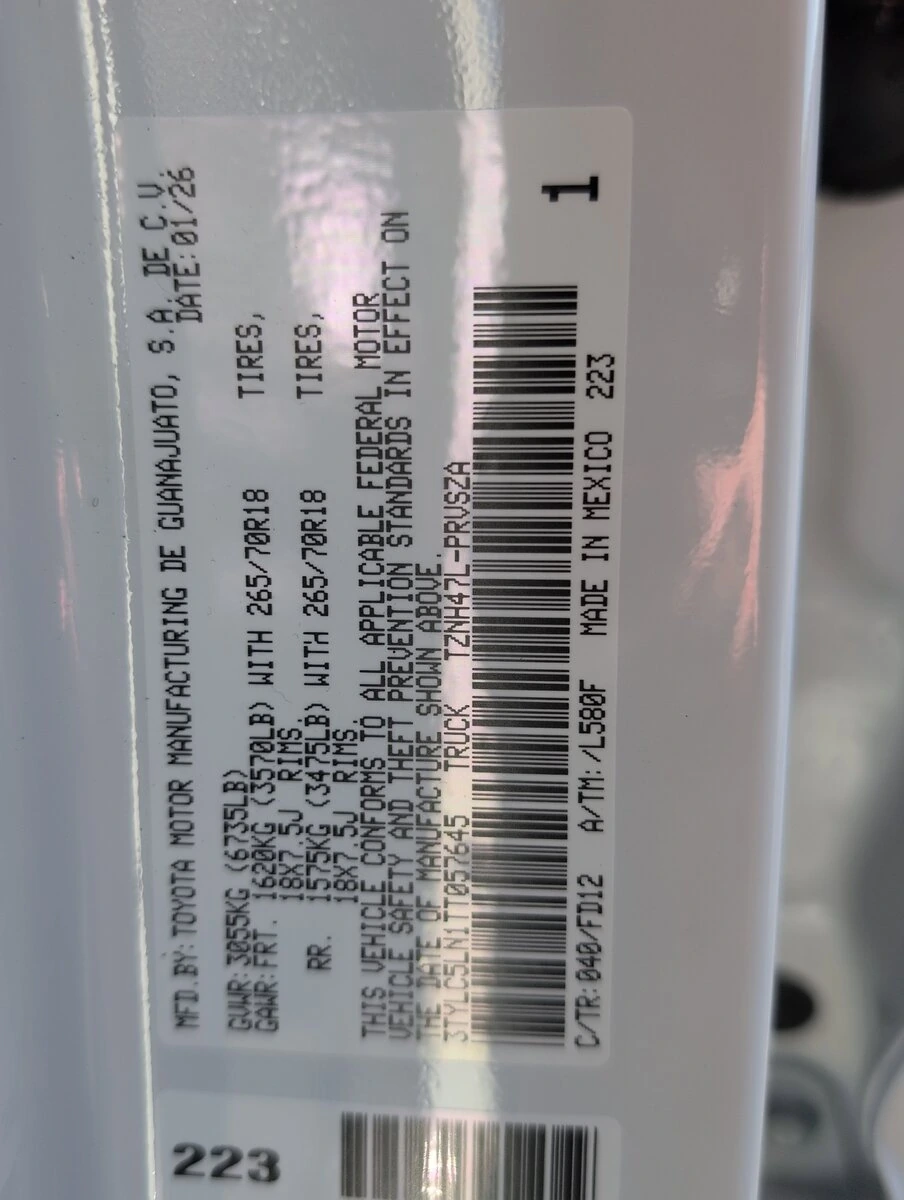 MFD.BY:TOYOTA MOTOR MANUFACTURING DE GUANAJUATO, S.A. DE C.V.
DATE:01/26
GVWR:3055KG (6735LB)
GAWR:FRT. 1620KG (3570LB) WITH 265/70R18 TIRES,
18X7.5J RIMS.
RR. 1575KG (3475LB) WITH 265/70R18 TIRES,
18X7.5J RIMS.
THIS VEHICLE CONFORMS TO ALL APPLICABLE FEDERAL MOTOR
VEHICLE SAFETY AND THEFT PREVENTION STANDARDS IN EFFECT ON
THE DATE OF MANUFACTURE SHOWN ABOVE.
3TYLC5LN1TT057645 TRUCK TZNH47L-PRVSZA
C/TR:040/FD12 A/TM:/L580F MADE IN MEXICO 223
1
223